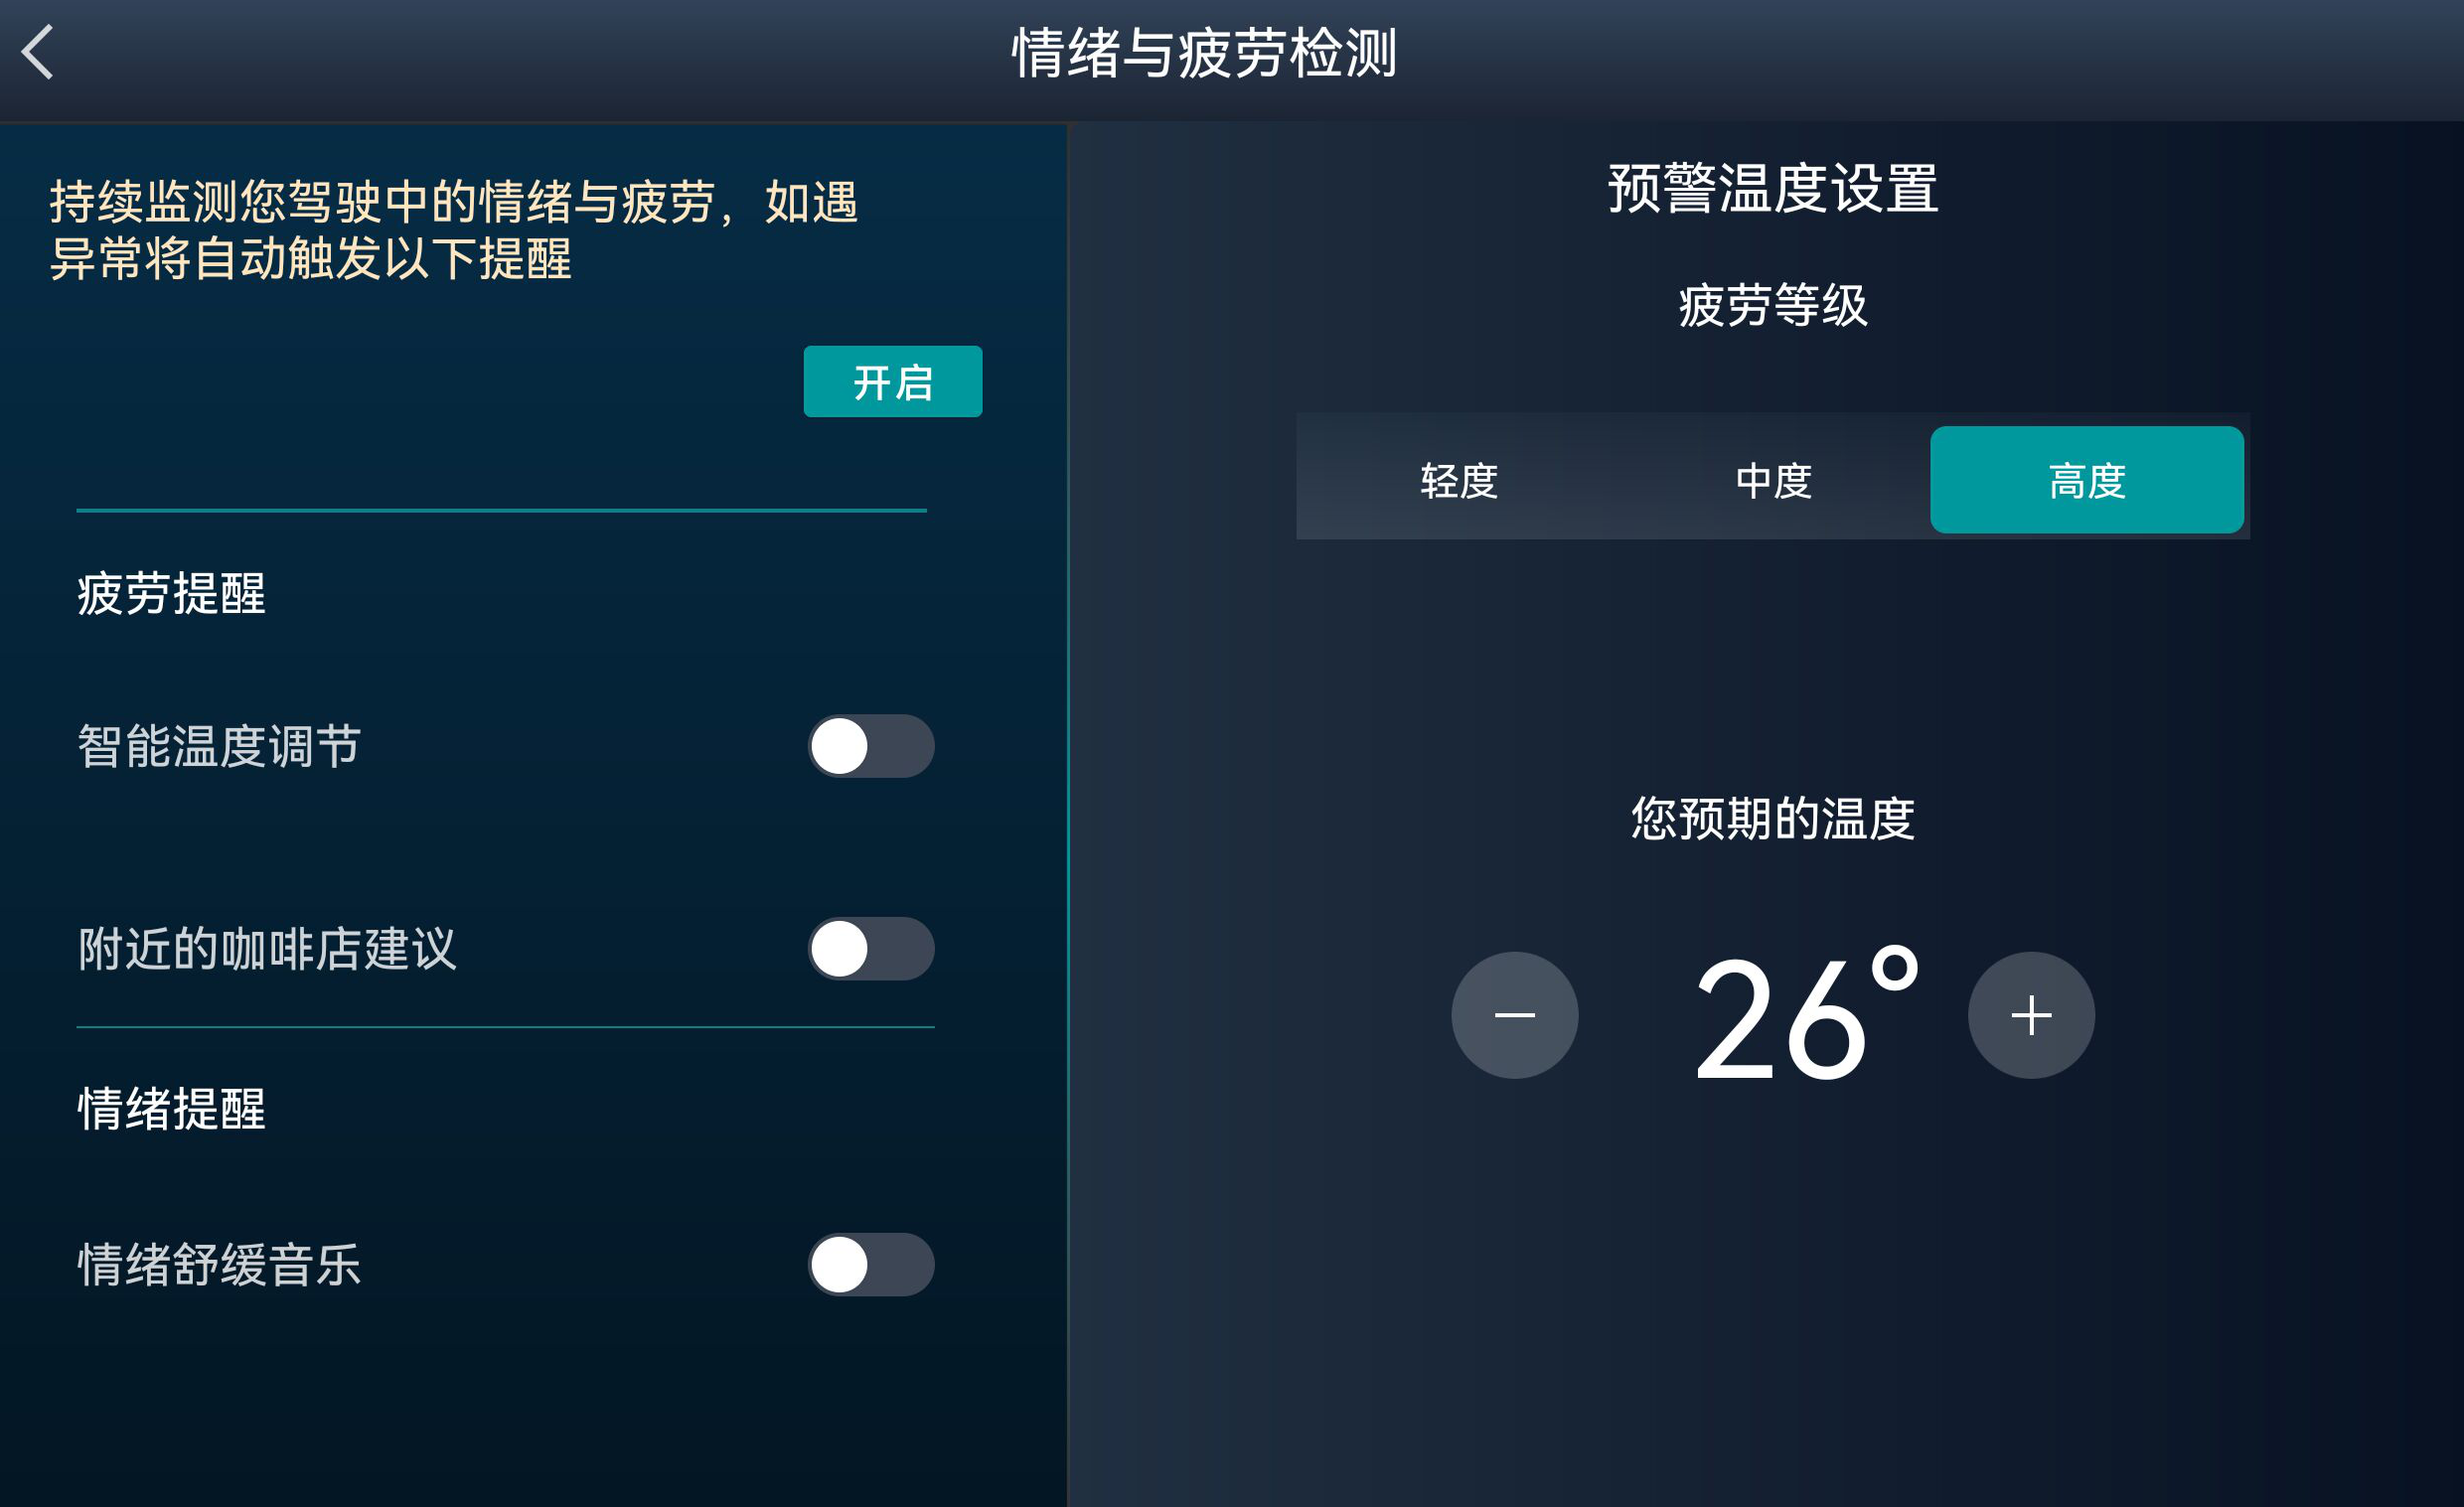 情绪与疲劳检测
持续监测您驾驶中的情绪与疲劳，如遇
异常将自动触发以下提醒
开启
疲劳提醒
智能温度调节
附近的咖啡店建议
情绪提醒
情绪舒缓音乐
预警温度设置
疲劳等级
轻度 中度 高度
您预期的温度
− 26° +